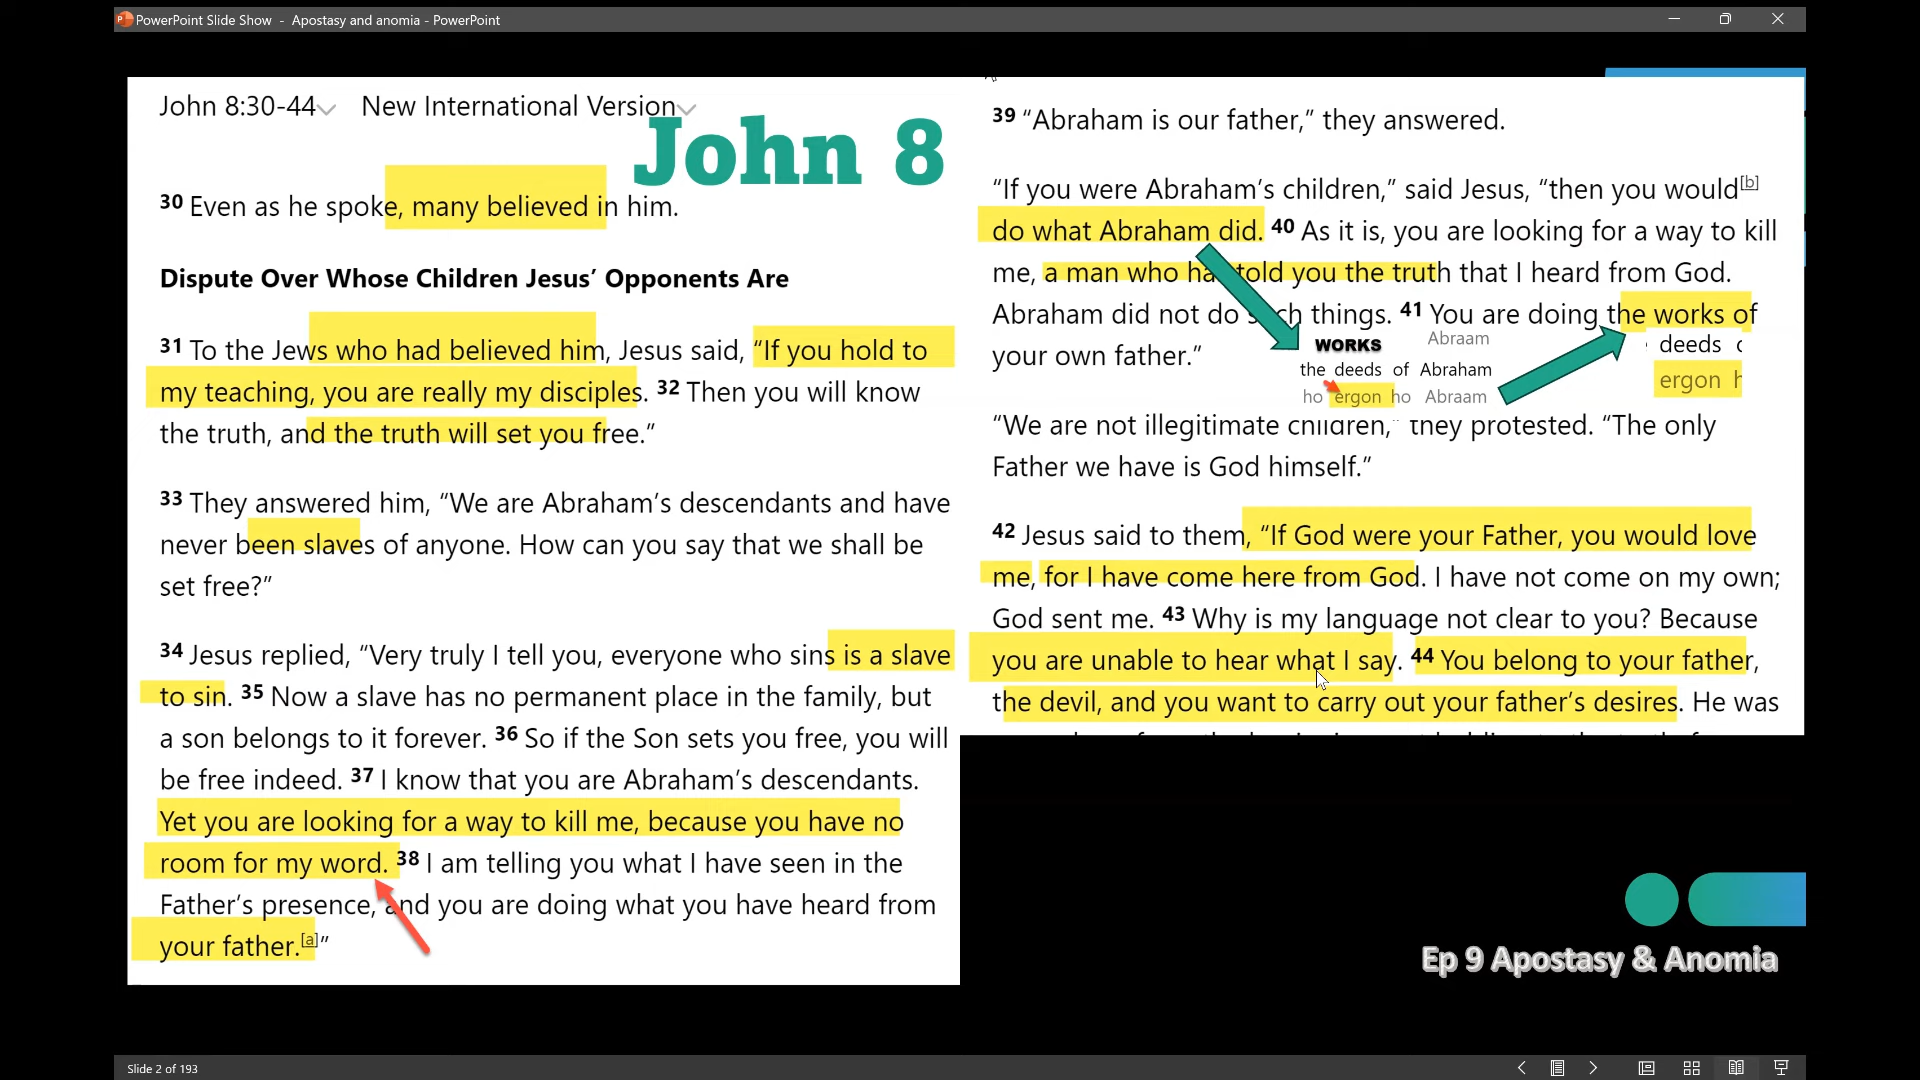 PowerPoint Slide Show - Apostasy and anomia - PowerPoint
John 8:30-44 New International Version
John 8
30 Even as he spoke, many believed in him.
Dispute Over Whose Children Jesus’ Opponents Are
31 To the Jews who had believed him, Jesus said, “If you hold to
my teaching, you are really my disciples. 32 Then you will know
the truth, and the truth will set you free.”
33 They answered him, “We are Abraham’s descendants and have
never been slaves of anyone. How can you say that we shall be
set free?”
34 Jesus replied, “Very truly I tell you, everyone who sins is a slave
to sin. 35 Now a slave has no permanent place in the family, but
a son belongs to it forever. 36 So if the Son sets you free, you will
be free indeed. 37 I know that you are Abraham’s descendants.
Yet you are looking for a way to kill me, because you have no
room for my word. 38 I am telling you what I have seen in the
Father’s presence, and you are doing what you have heard from
your father.[a]”
39 “Abraham is our father,” they answered.
“If you were Abraham’s children,” said Jesus, “then you would[b]
do what Abraham did. 40 As it is, you are looking for a way to kill
me, a man who has told you the truth that I heard from God.
Abraham did not do such things. 41 You are doing the works of
your own father.”
WORKS
Abraam
the deeds of Abraham
ho ergon ho Abraam
deeds
ergon
“We are not illegitimate children,” they protested. “The only
Father we have is God himself.”
42 Jesus said to them, “If God were your Father, you would love
me, for I have come here from God. I have not come on my own;
God sent me. 43 Why is my language not clear to you? Because
you are unable to hear what I say. 44 You belong to your father,
the devil, and you want to carry out your father’s desires. He was
Ep 9 Apostasy & Anomia
Slide 2 of 193